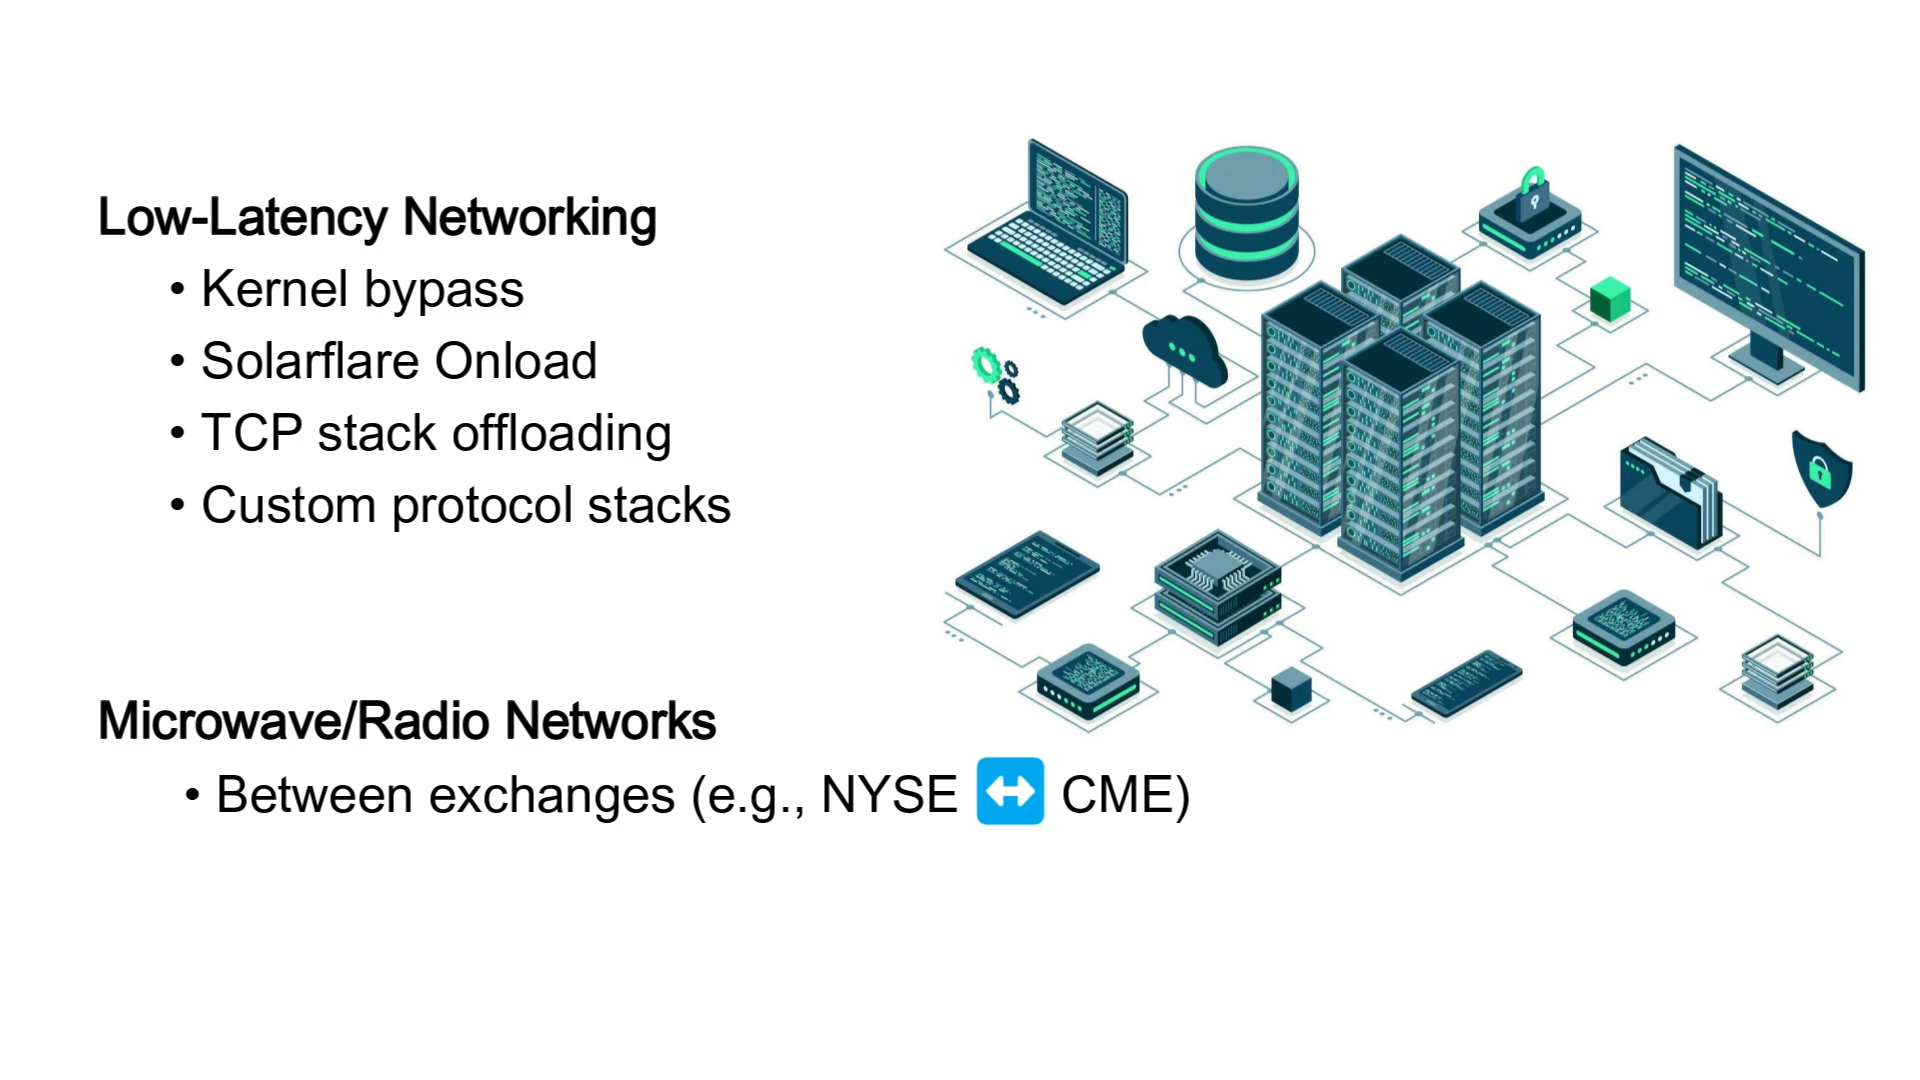 Low-Latency Networking
• Kernel bypass
• Solarflare Onload
• TCP stack offloading
• Custom protocol stacks
Microwave/Radio Networks
• Between exchanges (e.g., NYSE ↔️ CME)